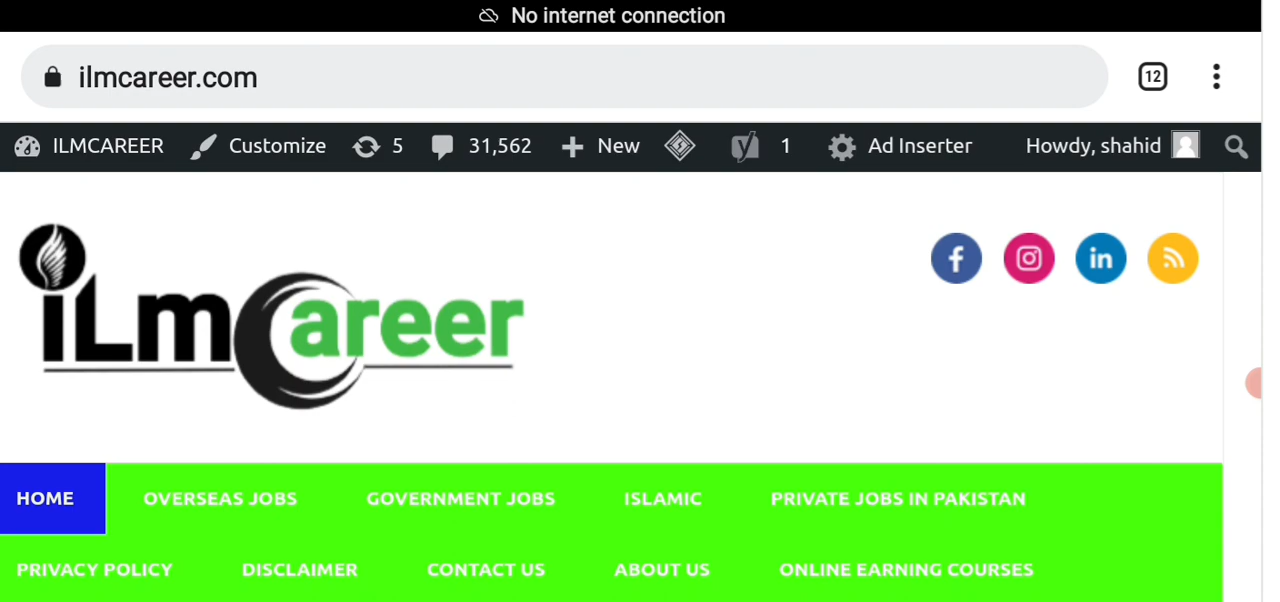 No internet connection
ilmcareer.com 12
ILMCAREER Customize 5 31,562 New 1 Ad Inserter Howdy, shahid
iLmCareer
HOME OVERSEAS JOBS GOVERNMENT JOBS ISLAMIC PRIVATE JOBS IN PAKISTAN
PRIVACY POLICY DISCLAIMER CONTACT US ABOUT US ONLINE EARNING COURSES